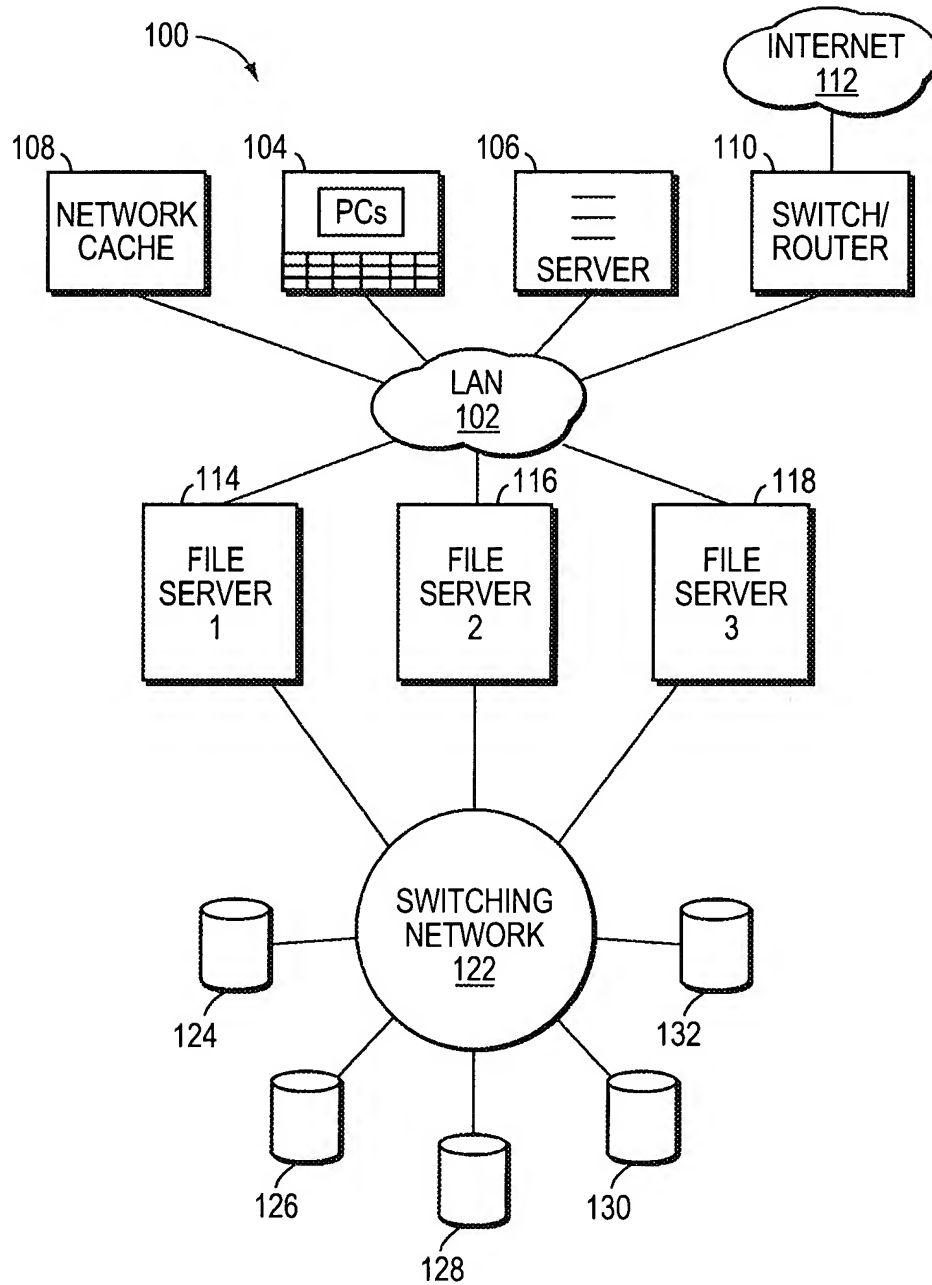 100
INTERNET
112
108
104
106
110
NETWORK
CACHE
PCs
SERVER
SWITCH/
ROUTER
LAN
102
114
116
118
FILE
SERVER
1
FILE
SERVER
2
FILE
SERVER
3
SWITCHING
NETWORK
122
124
132
126
130
128